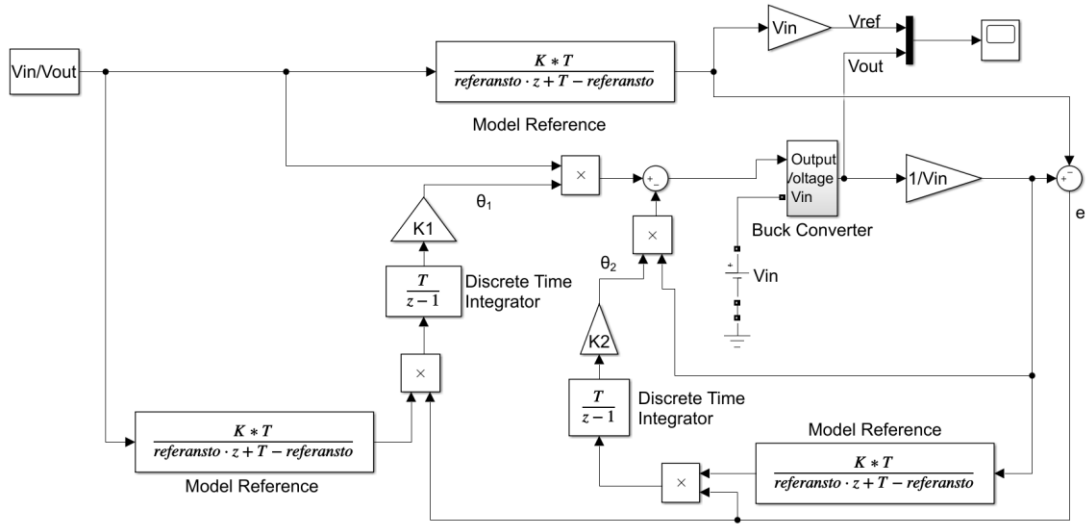 Vin/Vout
K * T
referansto · z + T − referansto
Model Reference
Vin
Vref
Vout
×
θ1
+
−
Output
Voltage
Vin
Buck Converter
1/Vin
+
−
e
K1
T
z − 1
Discrete Time
Integrator
×
θ2
×
+
Vin
K2
T
z − 1
Discrete Time
Integrator
×
K * T
referansto · z + T − referansto
Model Reference
Model Reference
K * T
referansto · z + T − referansto
×